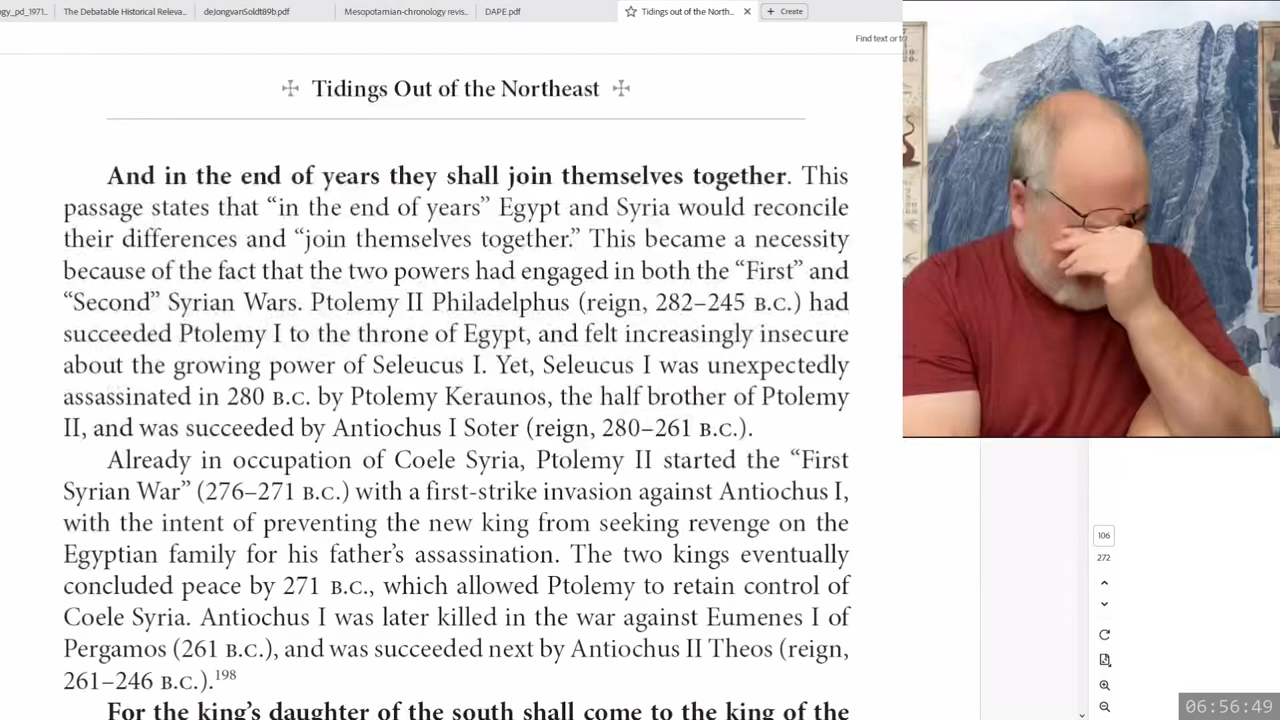 gy_pd_1971...
The Debatable Historical Releva...
deJongvanSoldt89b.pdf
Mesopotamian-chronology revis...
DAPE.pdf
Tidings out of the North...
Create
Find text or to
Tidings Out of the Northeast
And in the end of years they shall join themselves together. This
passage states that “in the end of years” Egypt and Syria would reconcile
their differences and “join themselves together.” This became a necessity
because of the fact that the two powers had engaged in both the “First” and
“Second” Syrian Wars. Ptolemy II Philadelphus (reign, 282–245 B.C.) had
succeeded Ptolemy I to the throne of Egypt, and felt increasingly insecure
about the growing power of Seleucus I. Yet, Seleucus I was unexpectedly
assassinated in 280 B.C. by Ptolemy Keraunos, the half brother of Ptolemy
II, and was succeeded by Antiochus I Soter (reign, 280–261 B.C.).
Already in occupation of Coele Syria, Ptolemy II started the “First
Syrian War” (276–271 B.C.) with a first-strike invasion against Antiochus I,
with the intent of preventing the new king from seeking revenge on the
Egyptian family for his father’s assassination. The two kings eventually
concluded peace by 271 B.C., which allowed Ptolemy to retain control of
Coele Syria. Antiochus I was later killed in the war against Eumenes I of
Pergamos (261 B.C.), and was succeeded next by Antiochus II Theos (reign,
261–246 B.C.).198
For the king’s daughter of the south shall come to the king of the
106
272
06:56:49